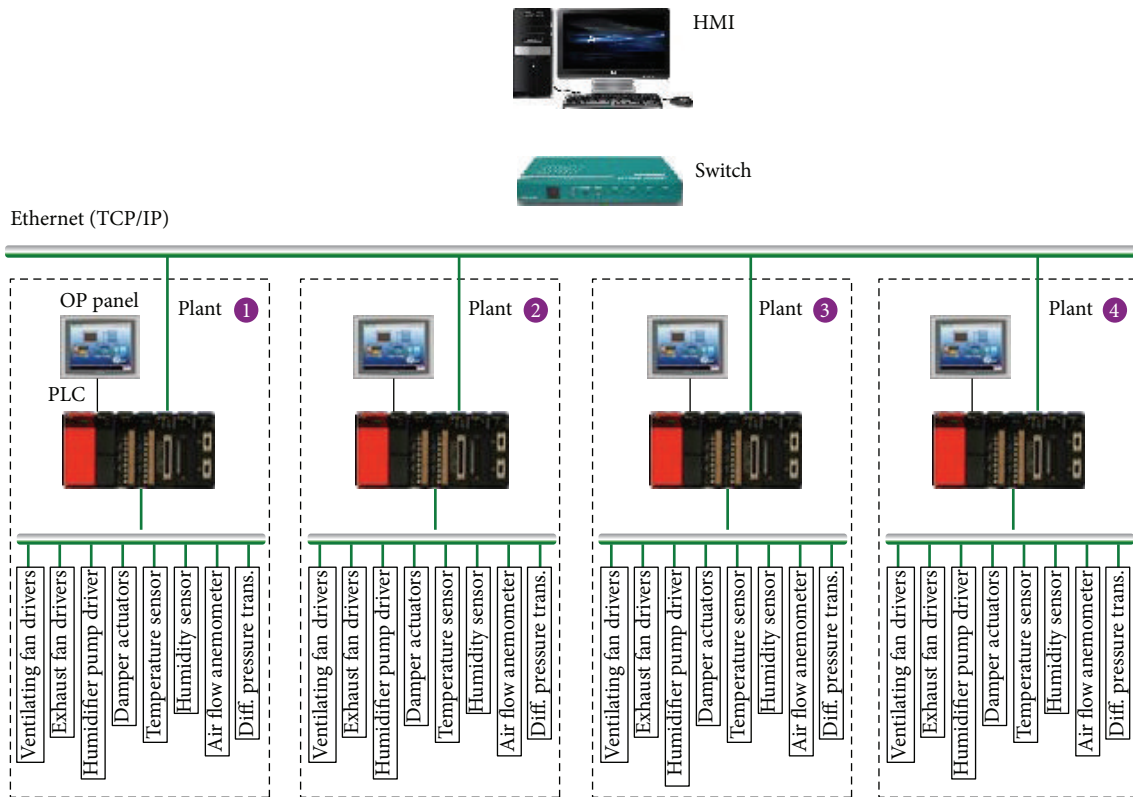 HMI
Switch
Ethernet (TCP/IP)
OP panel
Plant 1
PLC
Plant 2
Plant 3
Plant 4
Ventilating fan drivers
Exhaust fan drivers
Humidifier pump driver
Damper actuators
Temperature sensor
Humidity sensor
Air flow anemometer
Diff. pressure trans.
Ventilating fan drivers
Exhaust fan drivers
Humidifier pump driver
Damper actuators
Temperature sensor
Humidity sensor
Air flow anemometer
Diff. pressure trans.
Ventilating fan drivers
Exhaust fan drivers
Humidifier pump driver
Damper actuators
Temperature sensor
Humidity sensor
Air flow anemometer
Diff. pressure trans.
Ventilating fan drivers
Exhaust fan drivers
Humidifier pump driver
Damper actuators
Temperature sensor
Humidity sensor
Air flow anemometer
Diff. pressure trans.